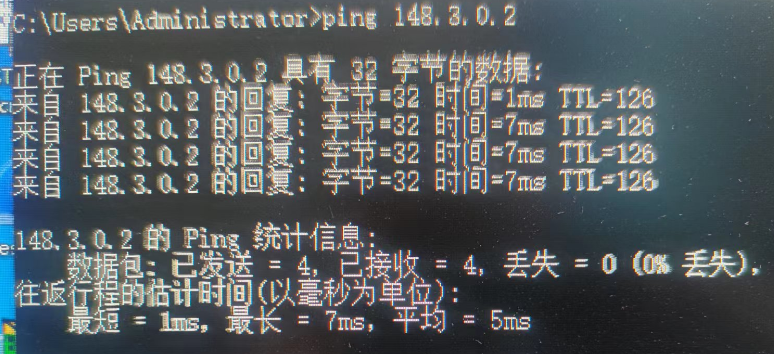 C:\Users\Administrator>ping 148.3.0.2
正在 Ping 148.3.0.2 具有 32 字节的数据:
来自 148.3.0.2 的回复: 字节=32 时间=1ms TTL=126
来自 148.3.0.2 的回复: 字节=32 时间=7ms TTL=126
来自 148.3.0.2 的回复: 字节=32 时间=7ms TTL=126
来自 148.3.0.2 的回复: 字节=32 时间=7ms TTL=126
148.3.0.2 的 Ping 统计信息:
数据包: 已发送 = 4, 已接收 = 4, 丢失 = 0 (0% 丢失),
往返行程的估计时间(以毫秒为单位):
最短 = 1ms, 最长 = 7ms, 平均 = 5ms